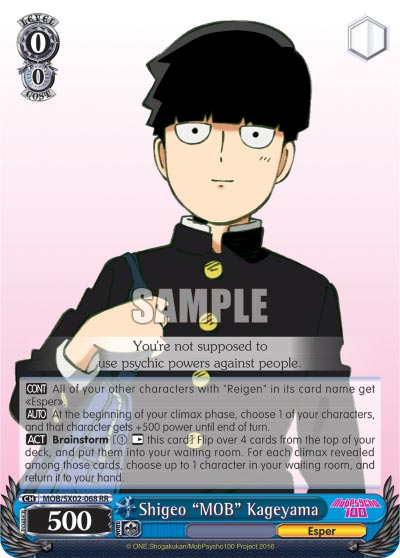 LEVEL
0
0
COST
SAMPLE
You're not supposed to
use psychic powers against people.
CONT All of your other characters with "Reigen" in its card name get
«Esper».
AUTO At the beginning of your climax phase, choose 1 of your characters,
and that character gets +500 power until end of turn.
ACT Brainstorm [① Rest this card] Flip over 4 cards from the top of your
deck, and put them into your waiting room. For each climax revealed
among those cards, choose up to 1 character in your waiting room, and
return it to your hand.
CH MOB/SX02-068 RR
POWER 500
Shigeo "MOB" Kageyama
MobPsycho
100
Esper
© ONE,Shogakukan/MobPsycho100 Project 2016